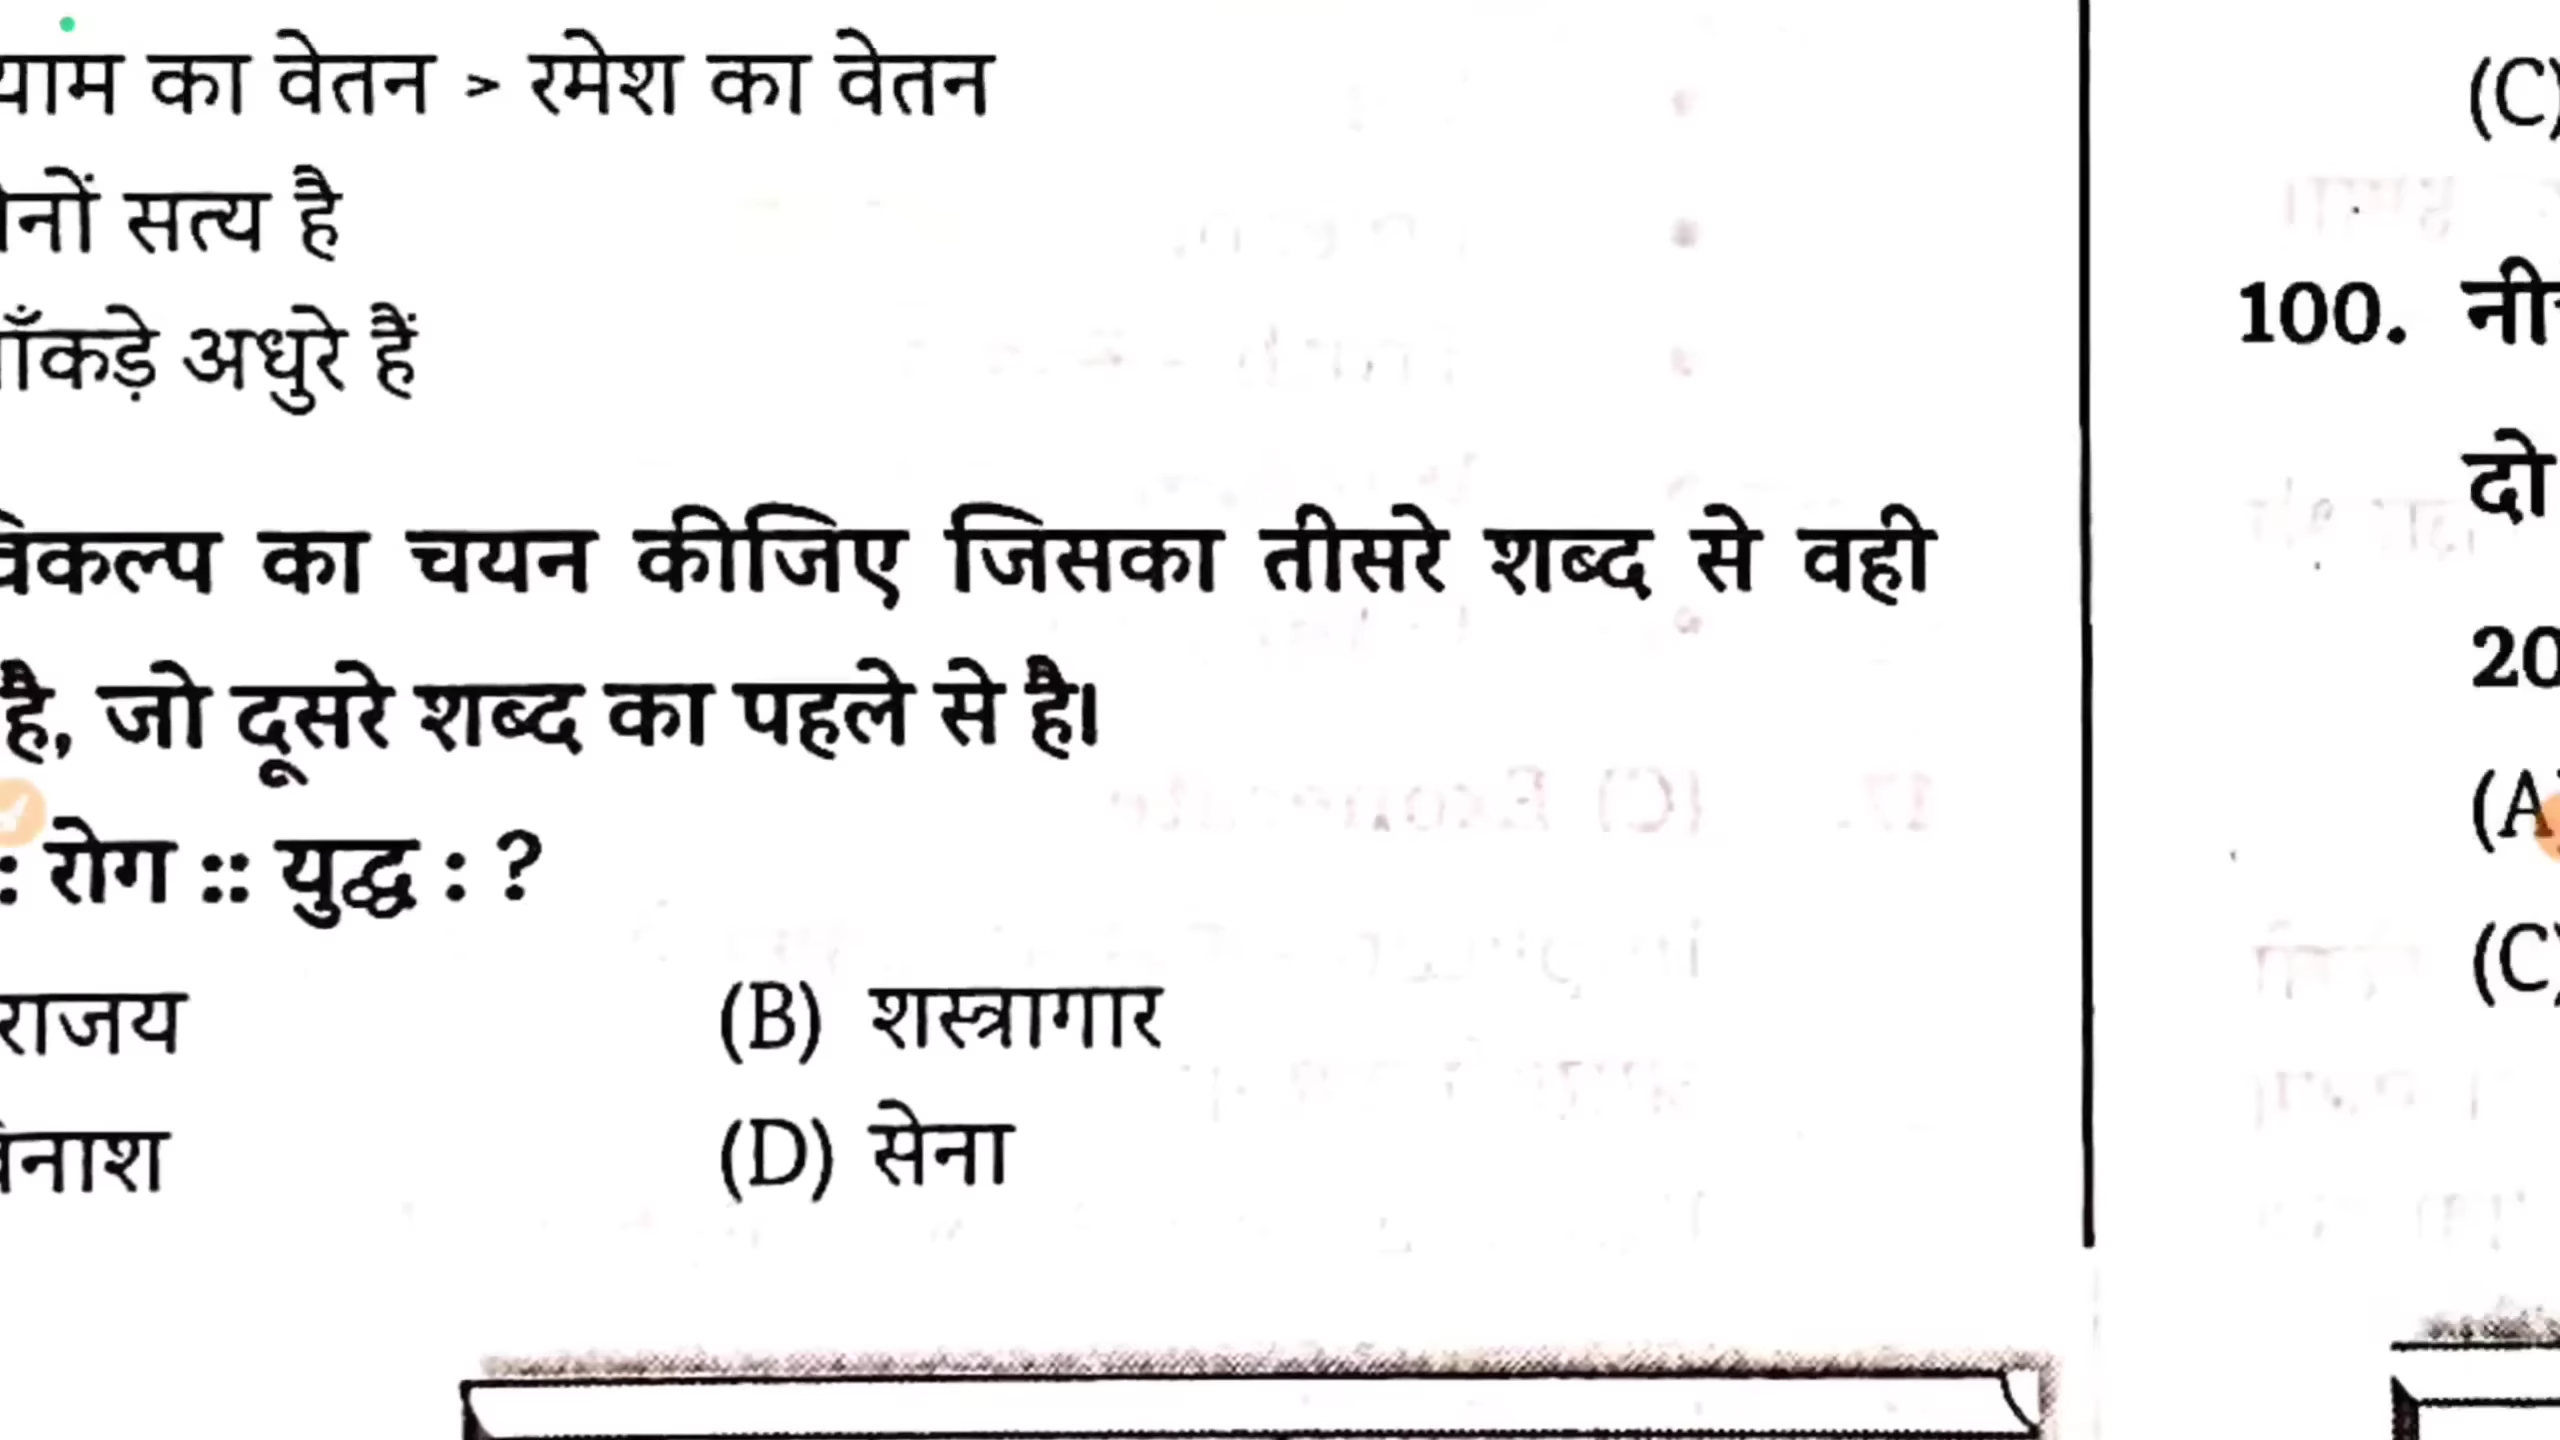 याम का वेतन > रमेश का वेतन
नों सत्य है
ाँकड़े अधुरे हैं
विकल्प का चयन कीजिए जिसका तीसरे शब्द से वही
है, जो दूसरे शब्द का पहले से है।
: रोग :: युद्ध : ?
राजय
(B) शस्त्रागार
िनाश
(D) सेना
(C)
100. नी
दो
20
(A)
(C)